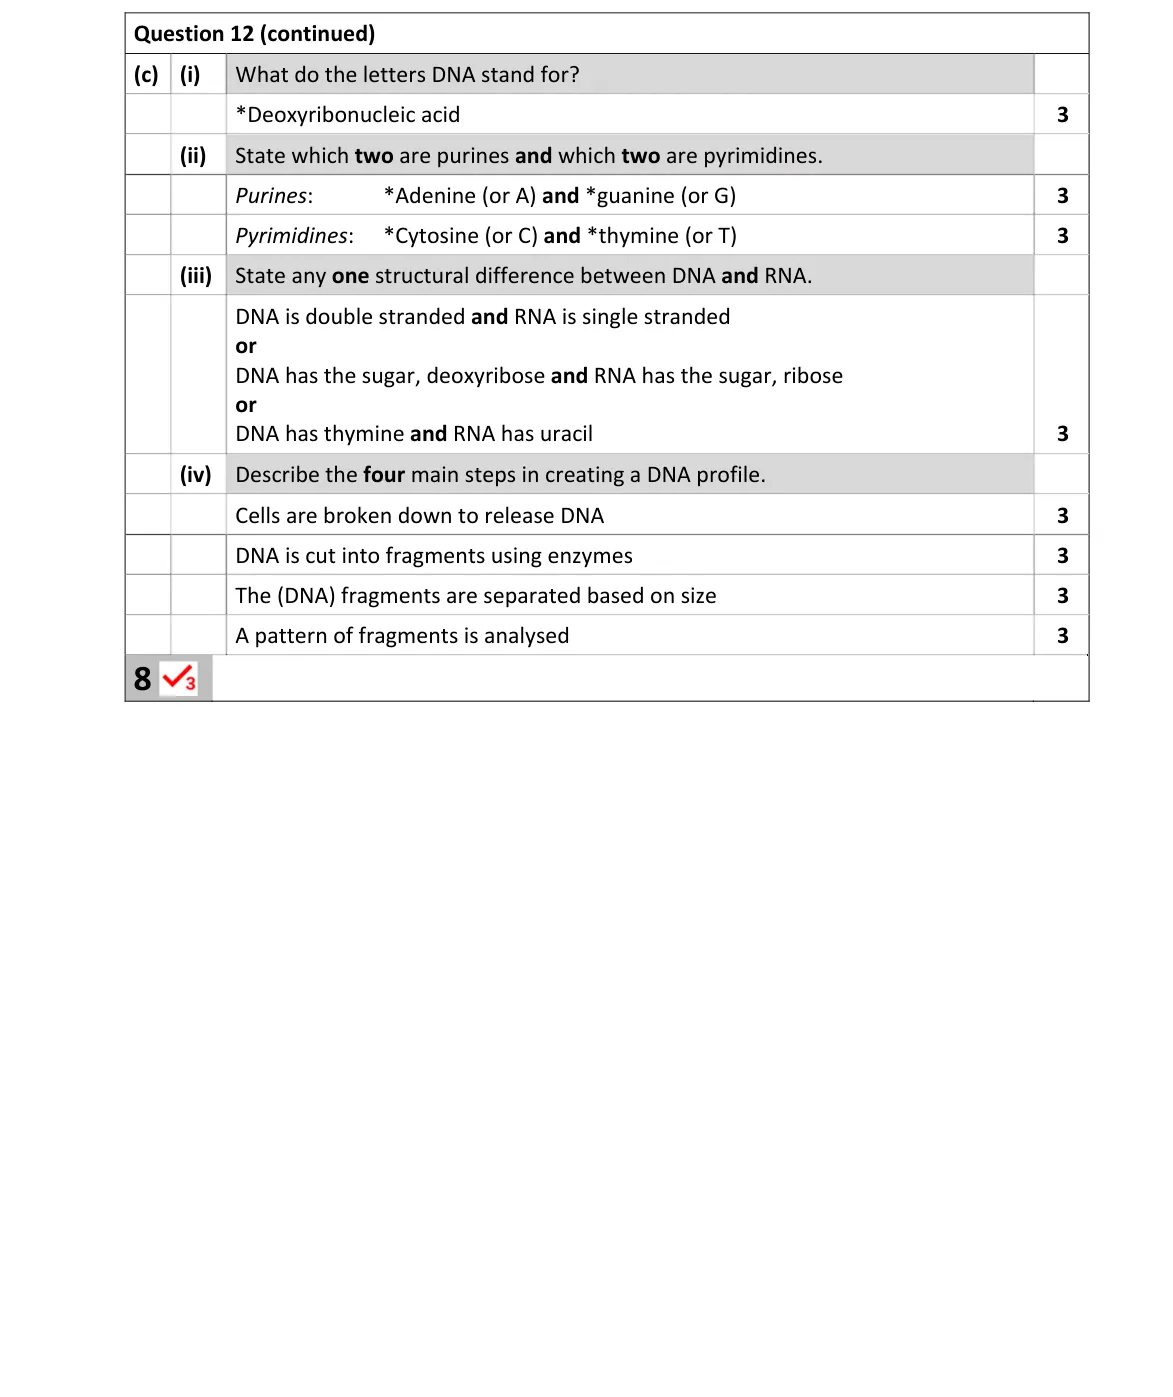 Question 12 (continued)
(c) (i) What do the letters DNA stand for?
*Deoxyribonucleic acid 3
(ii) State which two are purines and which two are pyrimidines.
Purines: *Adenine (or A) and *guanine (or G) 3
Pyrimidines: *Cytosine (or C) and *thymine (or T) 3
(iii) State any one structural difference between DNA and RNA.
DNA is double stranded and RNA is single stranded
or
DNA has the sugar, deoxyribose and RNA has the sugar, ribose
or
DNA has thymine and RNA has uracil 3
(iv) Describe the four main steps in creating a DNA profile.
Cells are broken down to release DNA 3
DNA is cut into fragments using enzymes 3
The (DNA) fragments are separated based on size 3
A pattern of fragments is analysed 3
8 ✓3